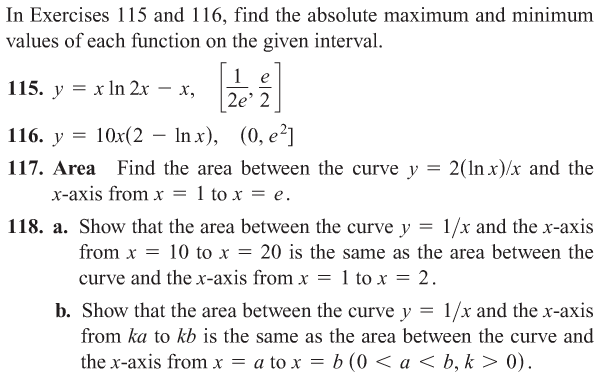 In Exercises 115 and 116, find the absolute maximum and minimum
values of each function on the given interval.
115. y = x ln 2x − x, [1/2e, e/2]
116. y = 10x(2 − ln x), (0, e²]
117. Area Find the area between the curve y = 2(ln x)/x and the
x-axis from x = 1 to x = e.
118. a. Show that the area between the curve y = 1/x and the x-axis
from x = 10 to x = 20 is the same as the area between the
curve and the x-axis from x = 1 to x = 2.
b. Show that the area between the curve y = 1/x and the x-axis
from ka to kb is the same as the area between the curve and
the x-axis from x = a to x = b (0 < a < b, k > 0).